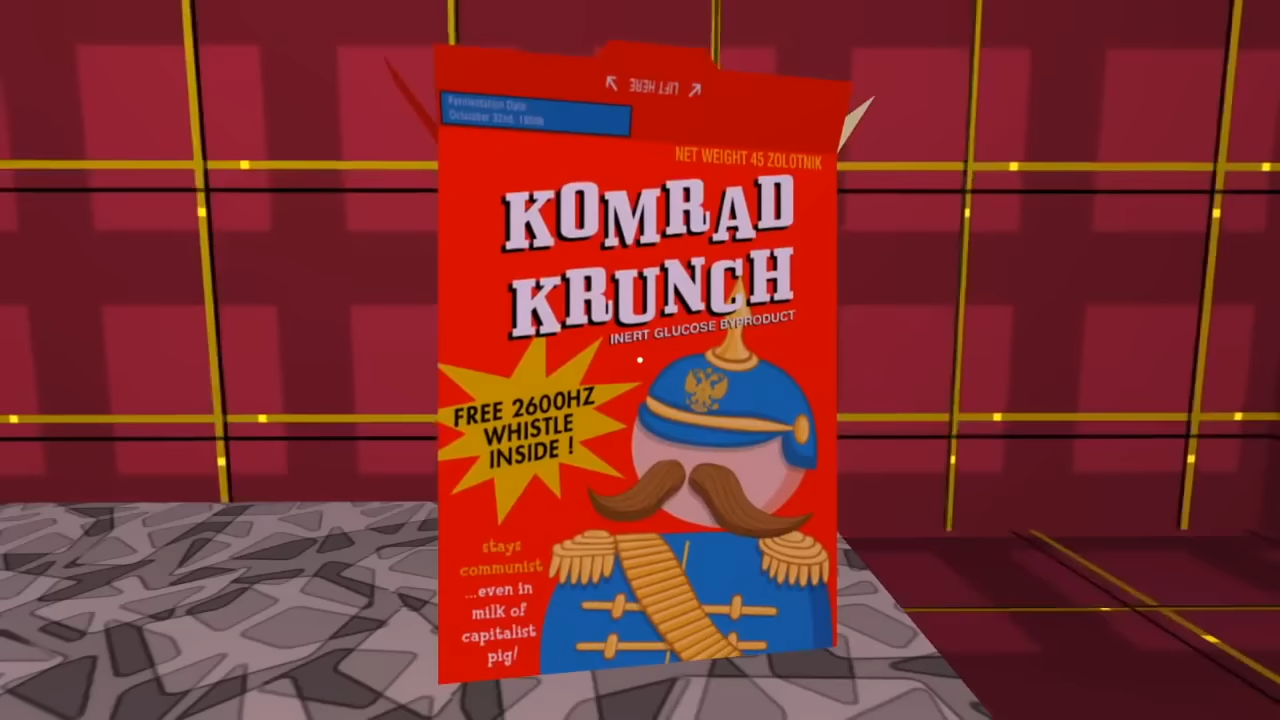 LIFT HERE
Fermentation Date
October 32nd, 1980b
NET WEIGHT 45 ZOLOTNIK
KOMRAD
KRUNCH
INERT GLUCOSE BYPRODUCT
FREE 2600HZ
WHISTLE
INSIDE !
stays
communist
...even in
milk of
capitalist
pig!